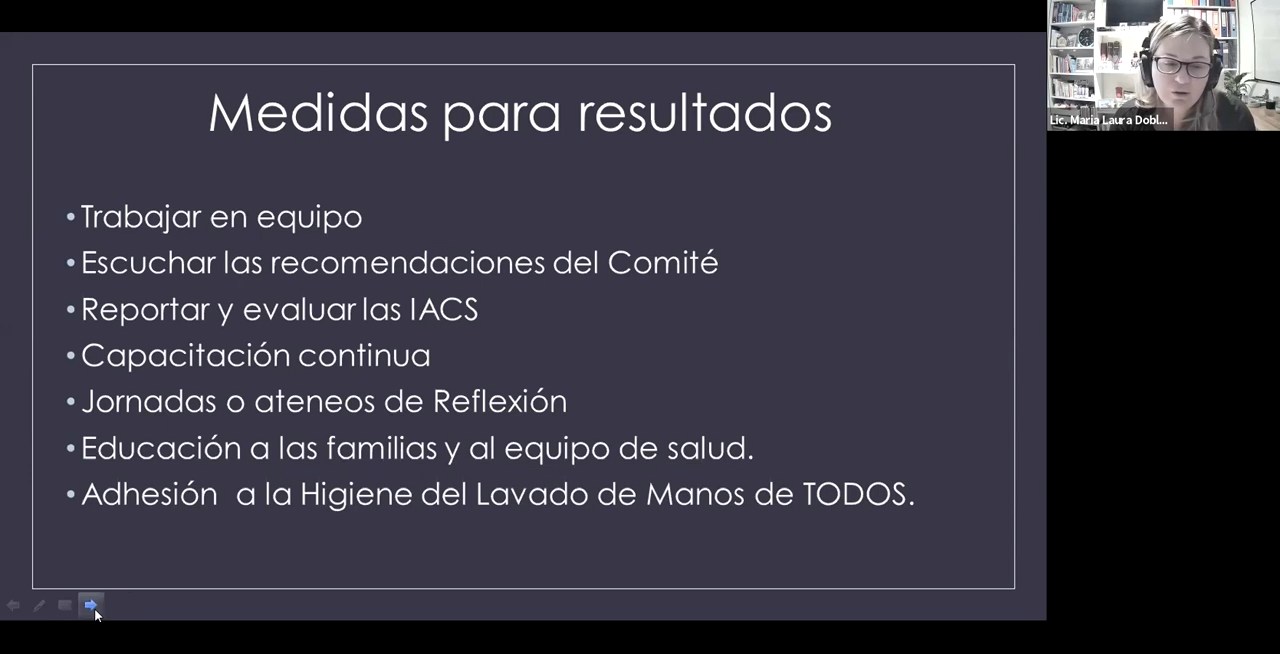 Medidas para resultados
• Trabajar en equipo
• Escuchar las recomendaciones del Comité
• Reportar y evaluar las IACS
• Capacitación continua
• Jornadas o ateneos de Reflexión
• Educación a las familias y al equipo de salud.
• Adhesión  a la Higiene del Lavado de Manos de TODOS.
Lic. Maria Laura Dobl...